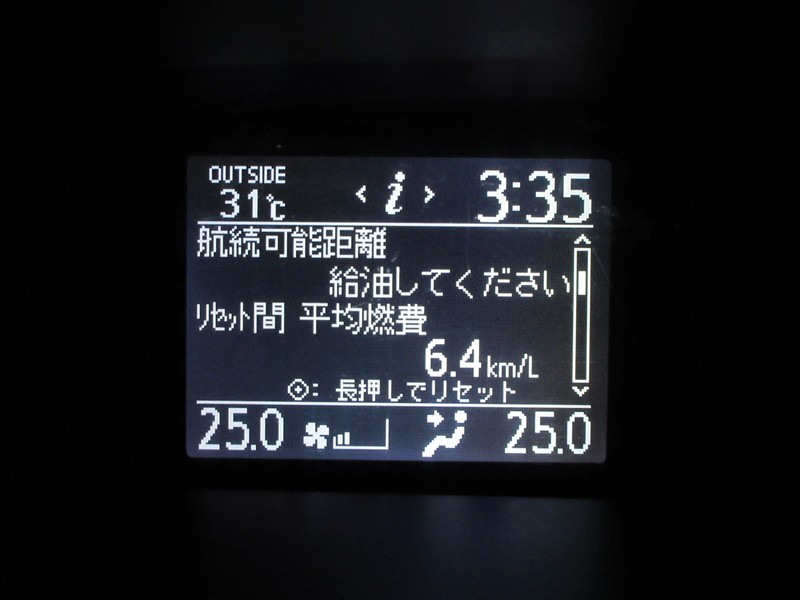 OUTSIDE
31℃
< i >
3:35
航続可能距離
給油してください
リセット間 平均燃費
6.4 km/L
長押しでリセット
25.0
25.0